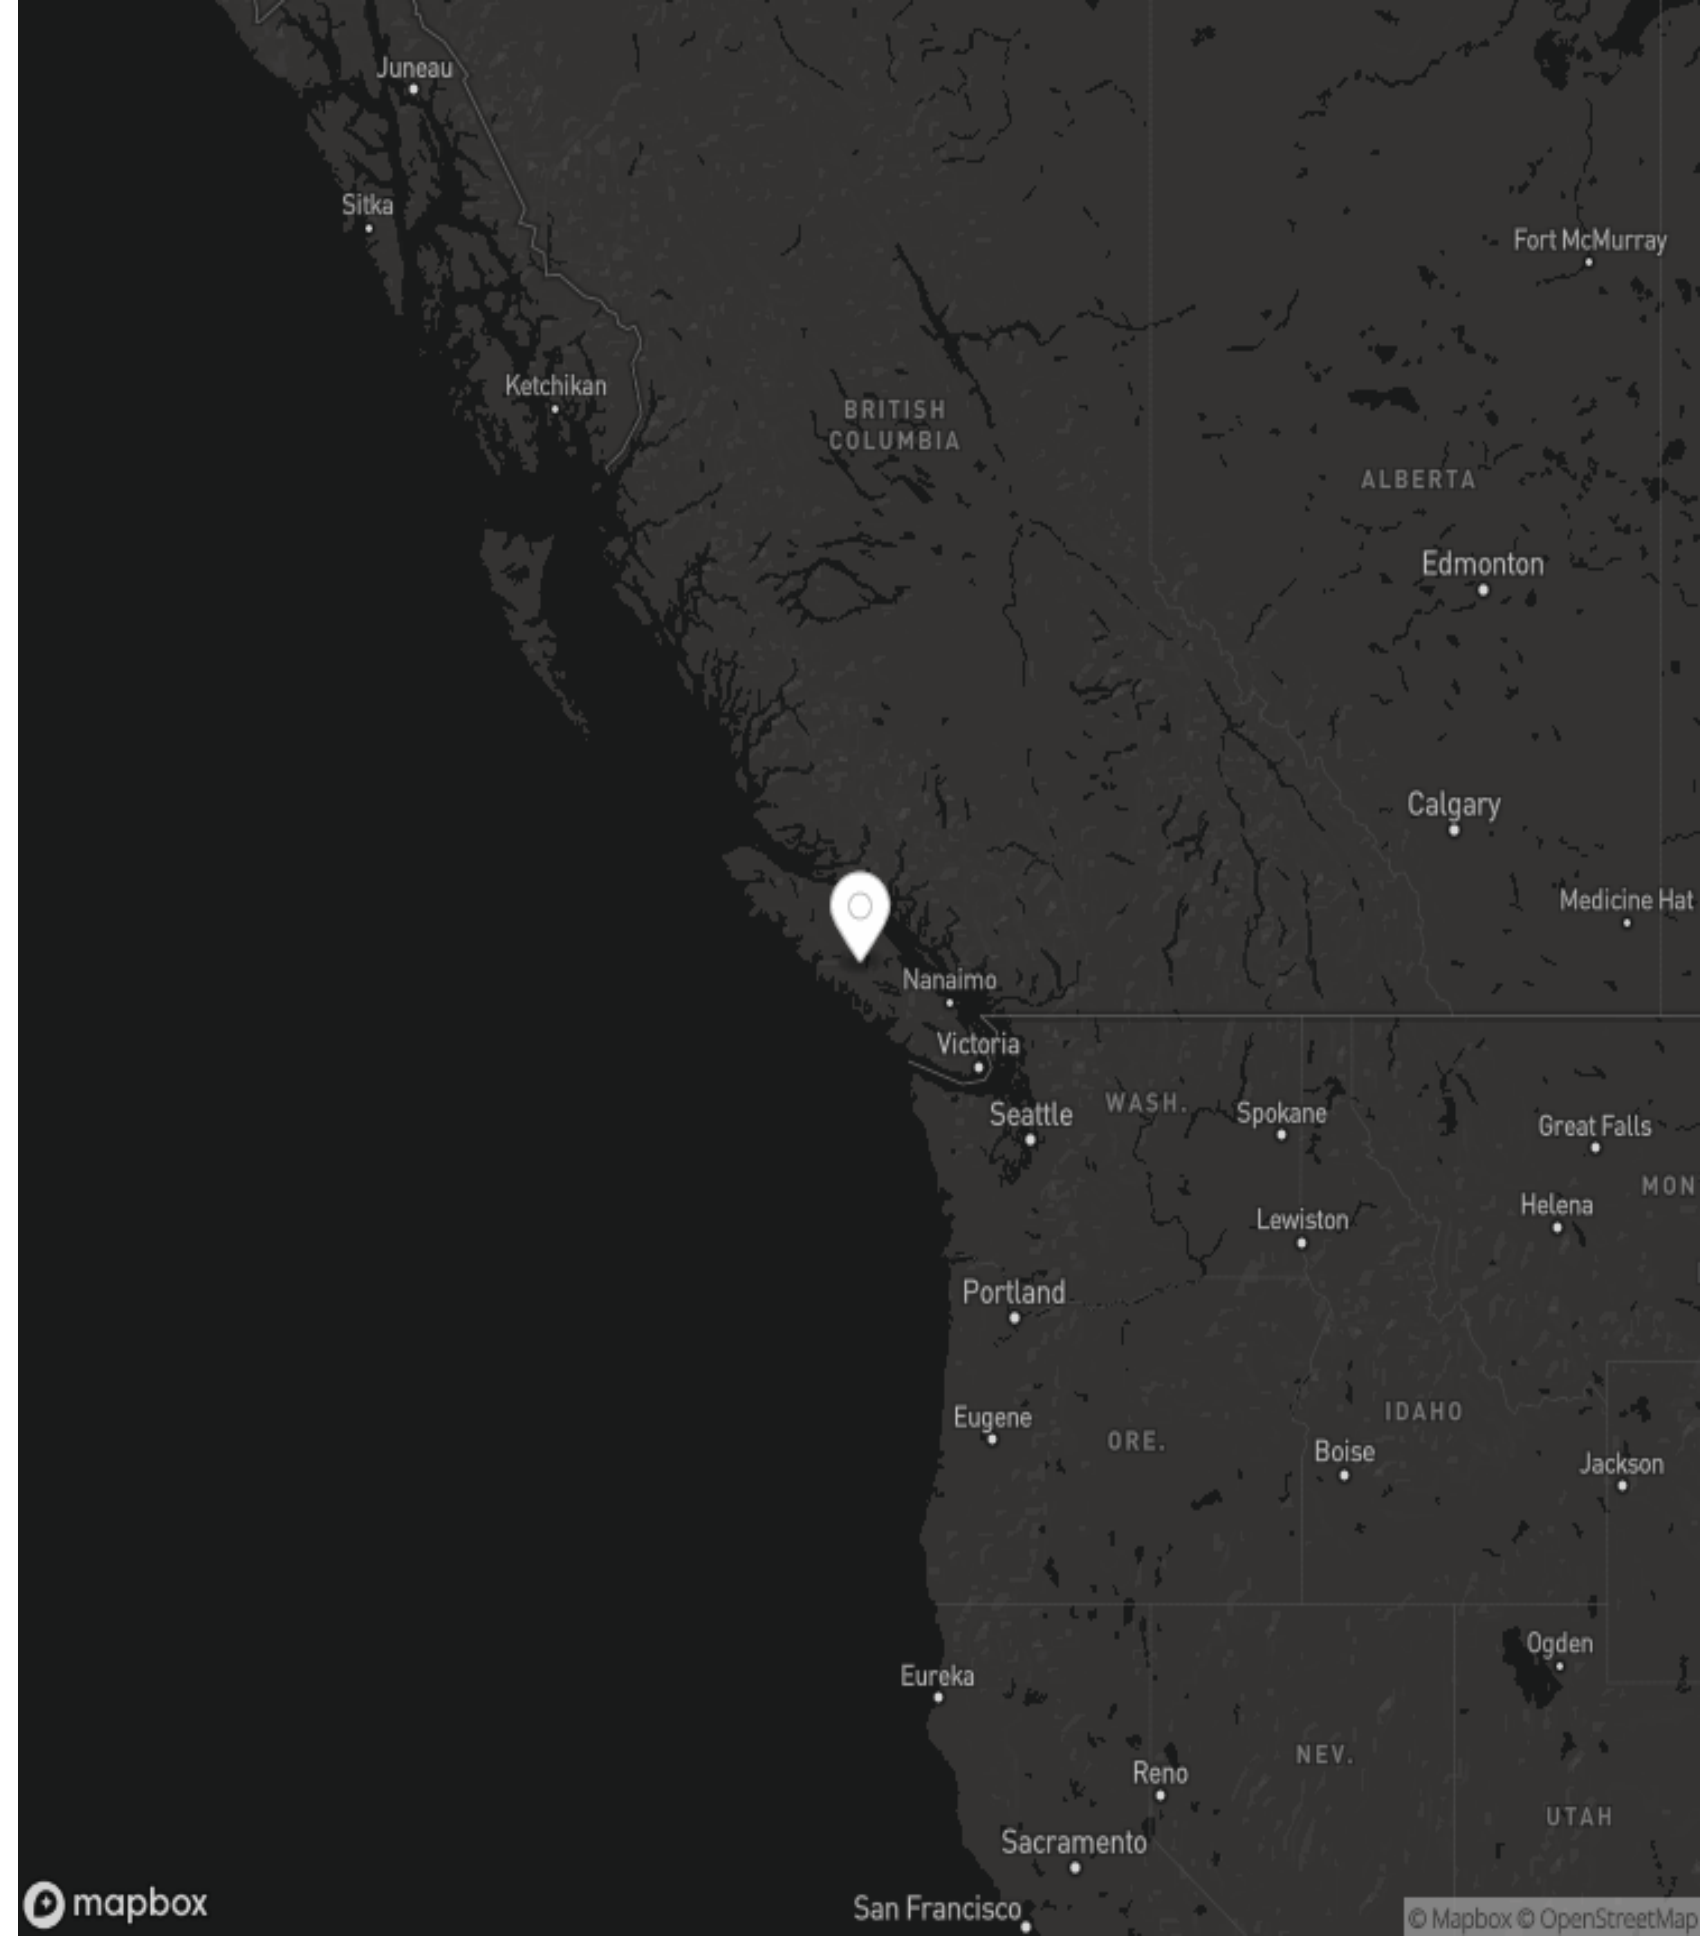 Juneau
Sitka
Fort McMurray
Ketchikan
BRITISH
COLUMBIA
ALBERTA
Edmonton
Calgary
Medicine Hat
Nanaimo
Victoria
WASH.
Seattle
Spokane
Great Falls
MON
Helena
Lewiston
Portland
IDAHO
Eugene
ORE.
Boise
Jackson
Ogden
Eureka
NEV.
Reno
UTAH
Sacramento
San Francisco
mapbox
© Mapbox © OpenStreetMap